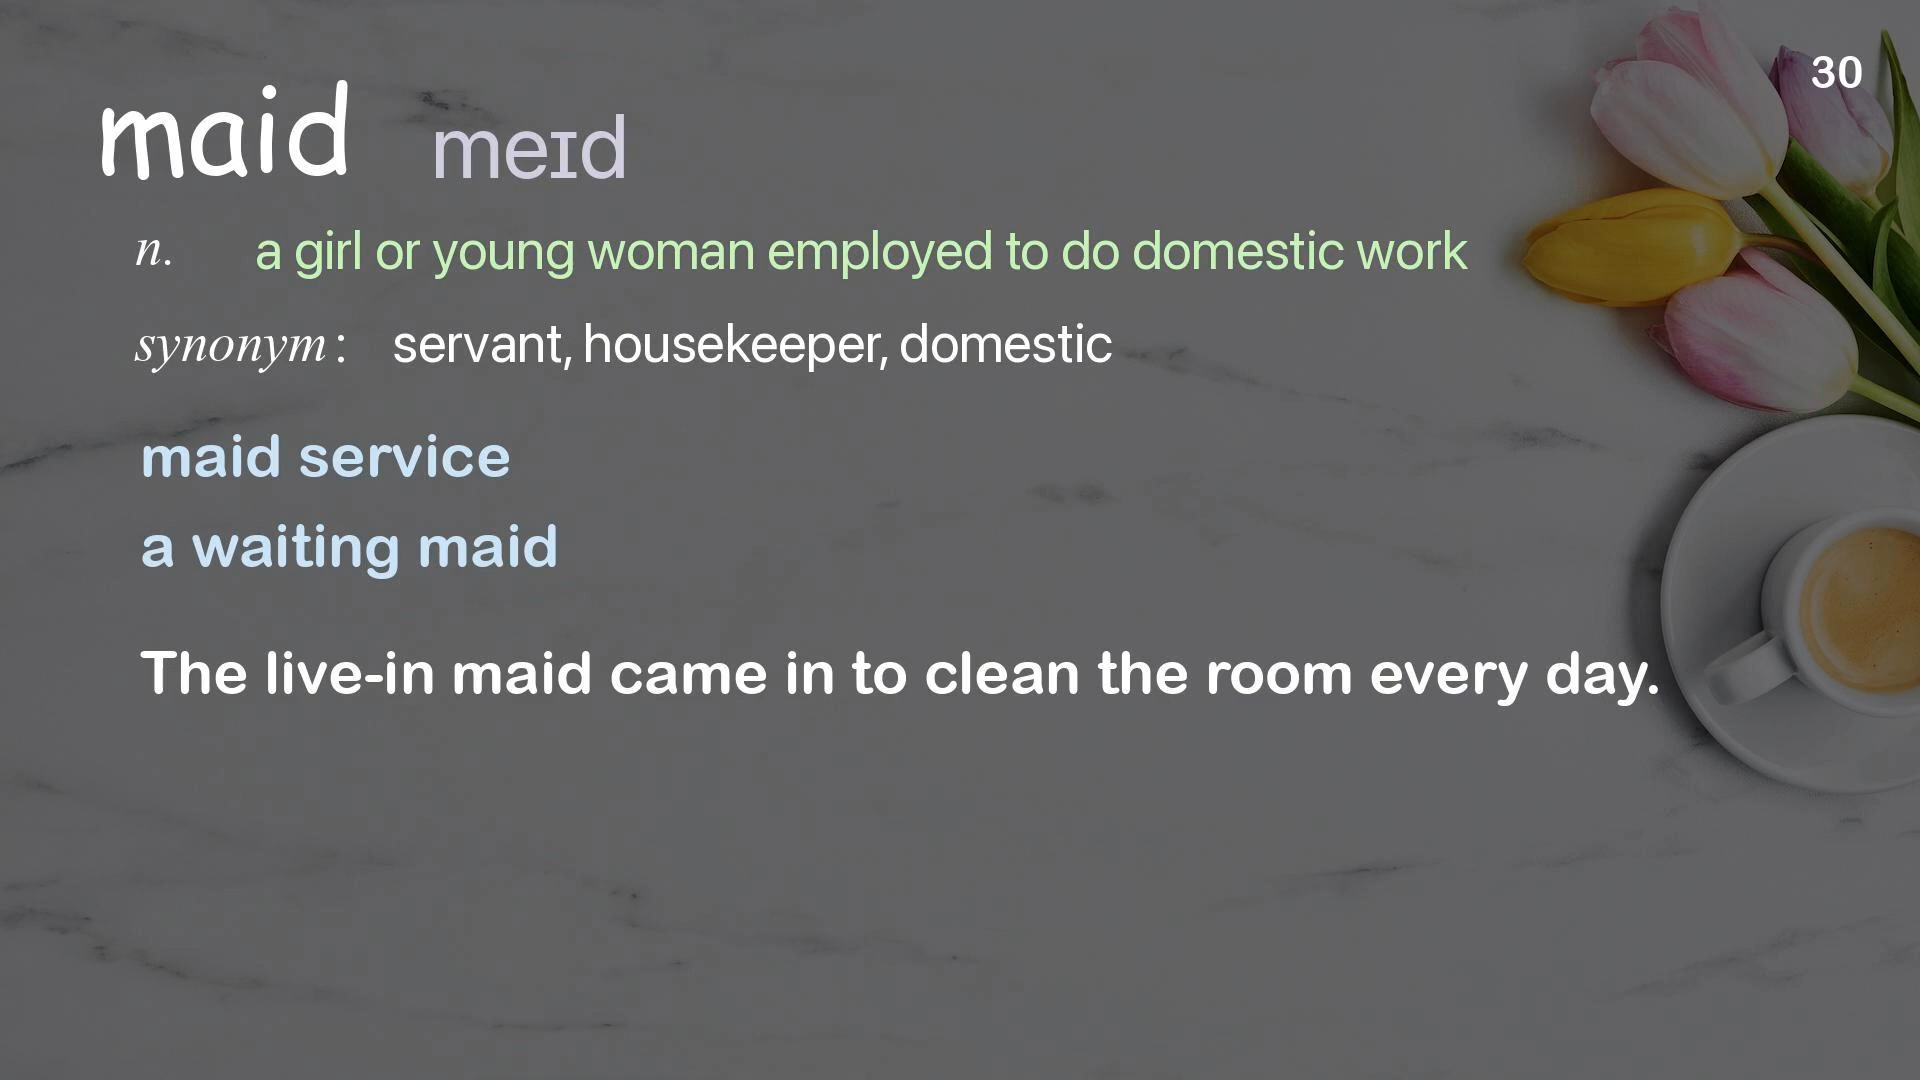 30
maid meɪd
n. a girl or young woman employed to do domestic work
synonym : servant, housekeeper, domestic
maid service
a waiting maid
The live-in maid came in to clean the room every day.